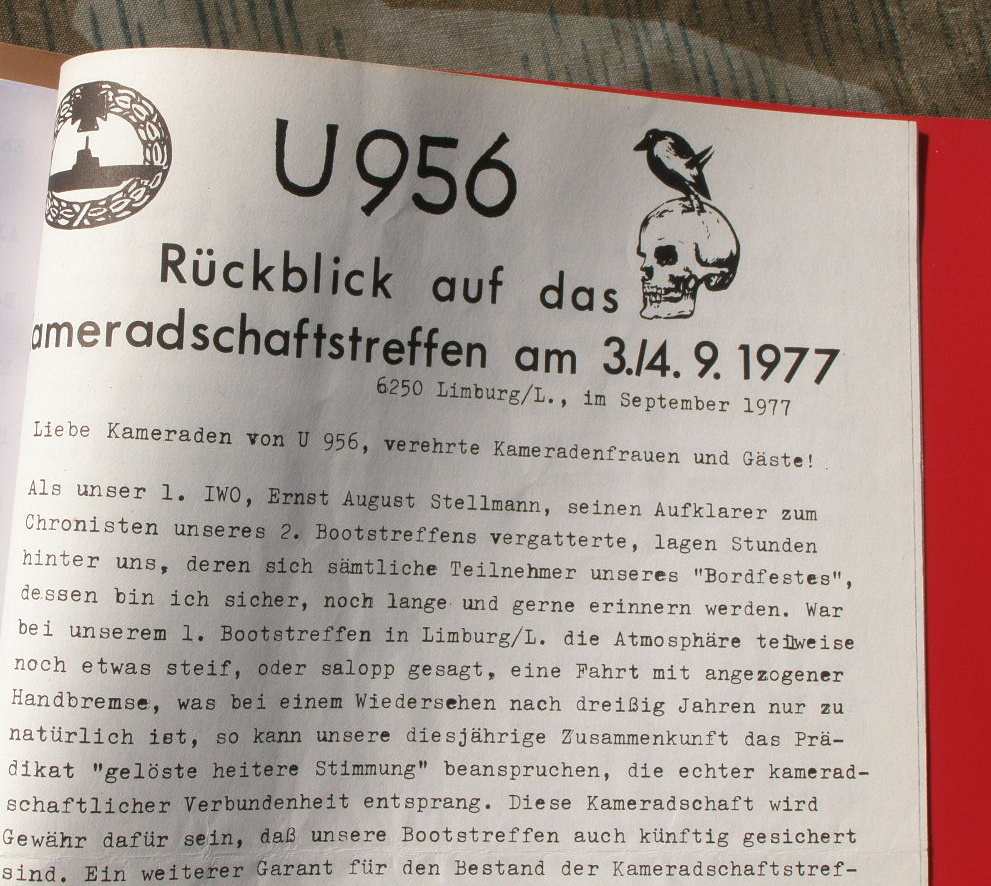 U 956
Rückblick auf das
ameradschaftstreffen am 3./4. 9. 1977
6250 Limburg/L., im September 1977
Liebe Kameraden von U 956, verehrte Kameradenfrauen und Gäste!
Als unser 1. IWO, Ernst August Stellmann, seinen Aufklarer zum
Chronisten unseres 2. Bootstreffens vergatterte, lagen Stunden
hinter uns, deren sich sämtliche Teilnehmer unseres "Bordfestes",
dessen bin ich sicher, noch lange und gerne erinnern werden. War
bei unserem 1. Bootstreffen in Limburg/L. die Atmosphäre teilweise
noch etwas steif, oder salopp gesagt, eine Fahrt mit angezogener
Handbremse, was bei einem Wiedersehen nach dreißig Jahren nur zu
natürlich ist, so kann unsere diesjährige Zusammenkunft das Prä-
dikat "gelöste heitere Stimmung" beanspruchen, die echter kamerad-
schaftlicher Verbundenheit entsprang. Diese Kameradschaft wird
Gewähr dafür sein, daß unsere Bootstreffen auch künftig gesichert
sind. Ein weiterer Garant für den Bestand der Kameradschaftstref-